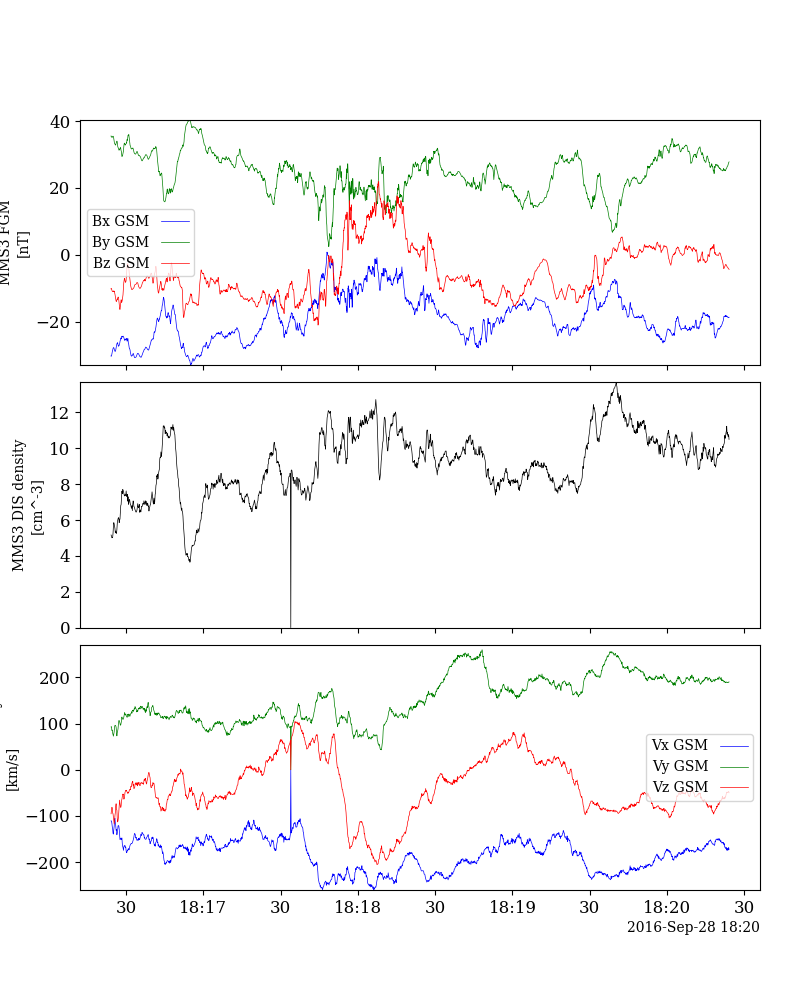 40
20
0
−20
MMS3 FGM
[nT]
Bx GSM
By GSM
Bz GSM
12
10
8
6
4
2
0
MMS3 DIS density
[cm^-3]
200
100
0
−100
−200
[km/s]
Vx GSM
Vy GSM
Vz GSM
30 18:17 30 18:18 30 18:19 30 18:20 30
2016-Sep-28 18:20